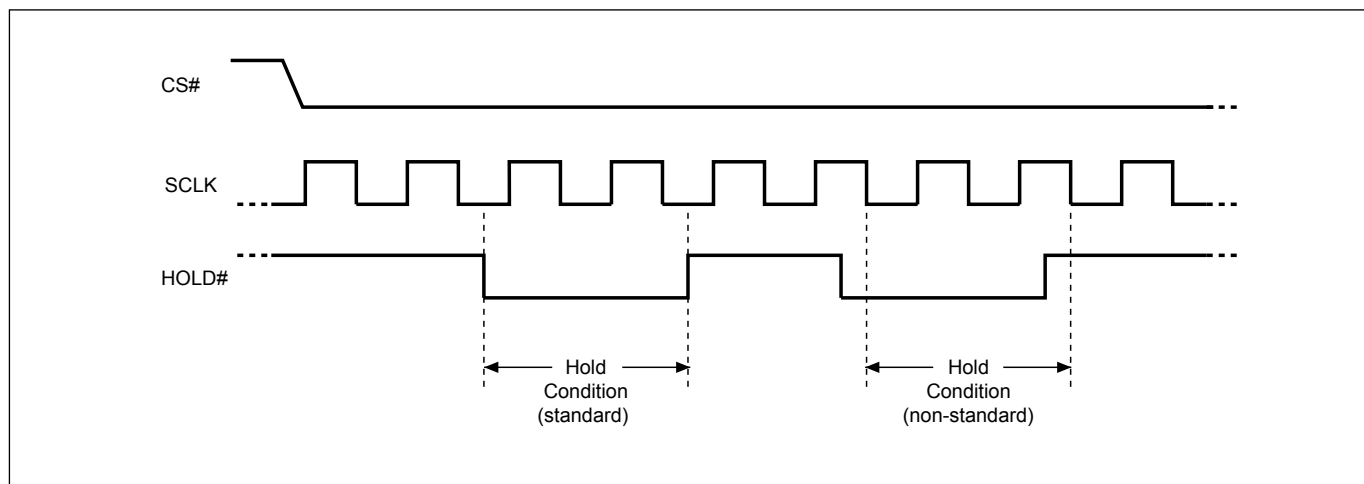 CS#
SCLK
HOLD#
Hold
Condition
(standard)
Hold
Condition
(non-standard)